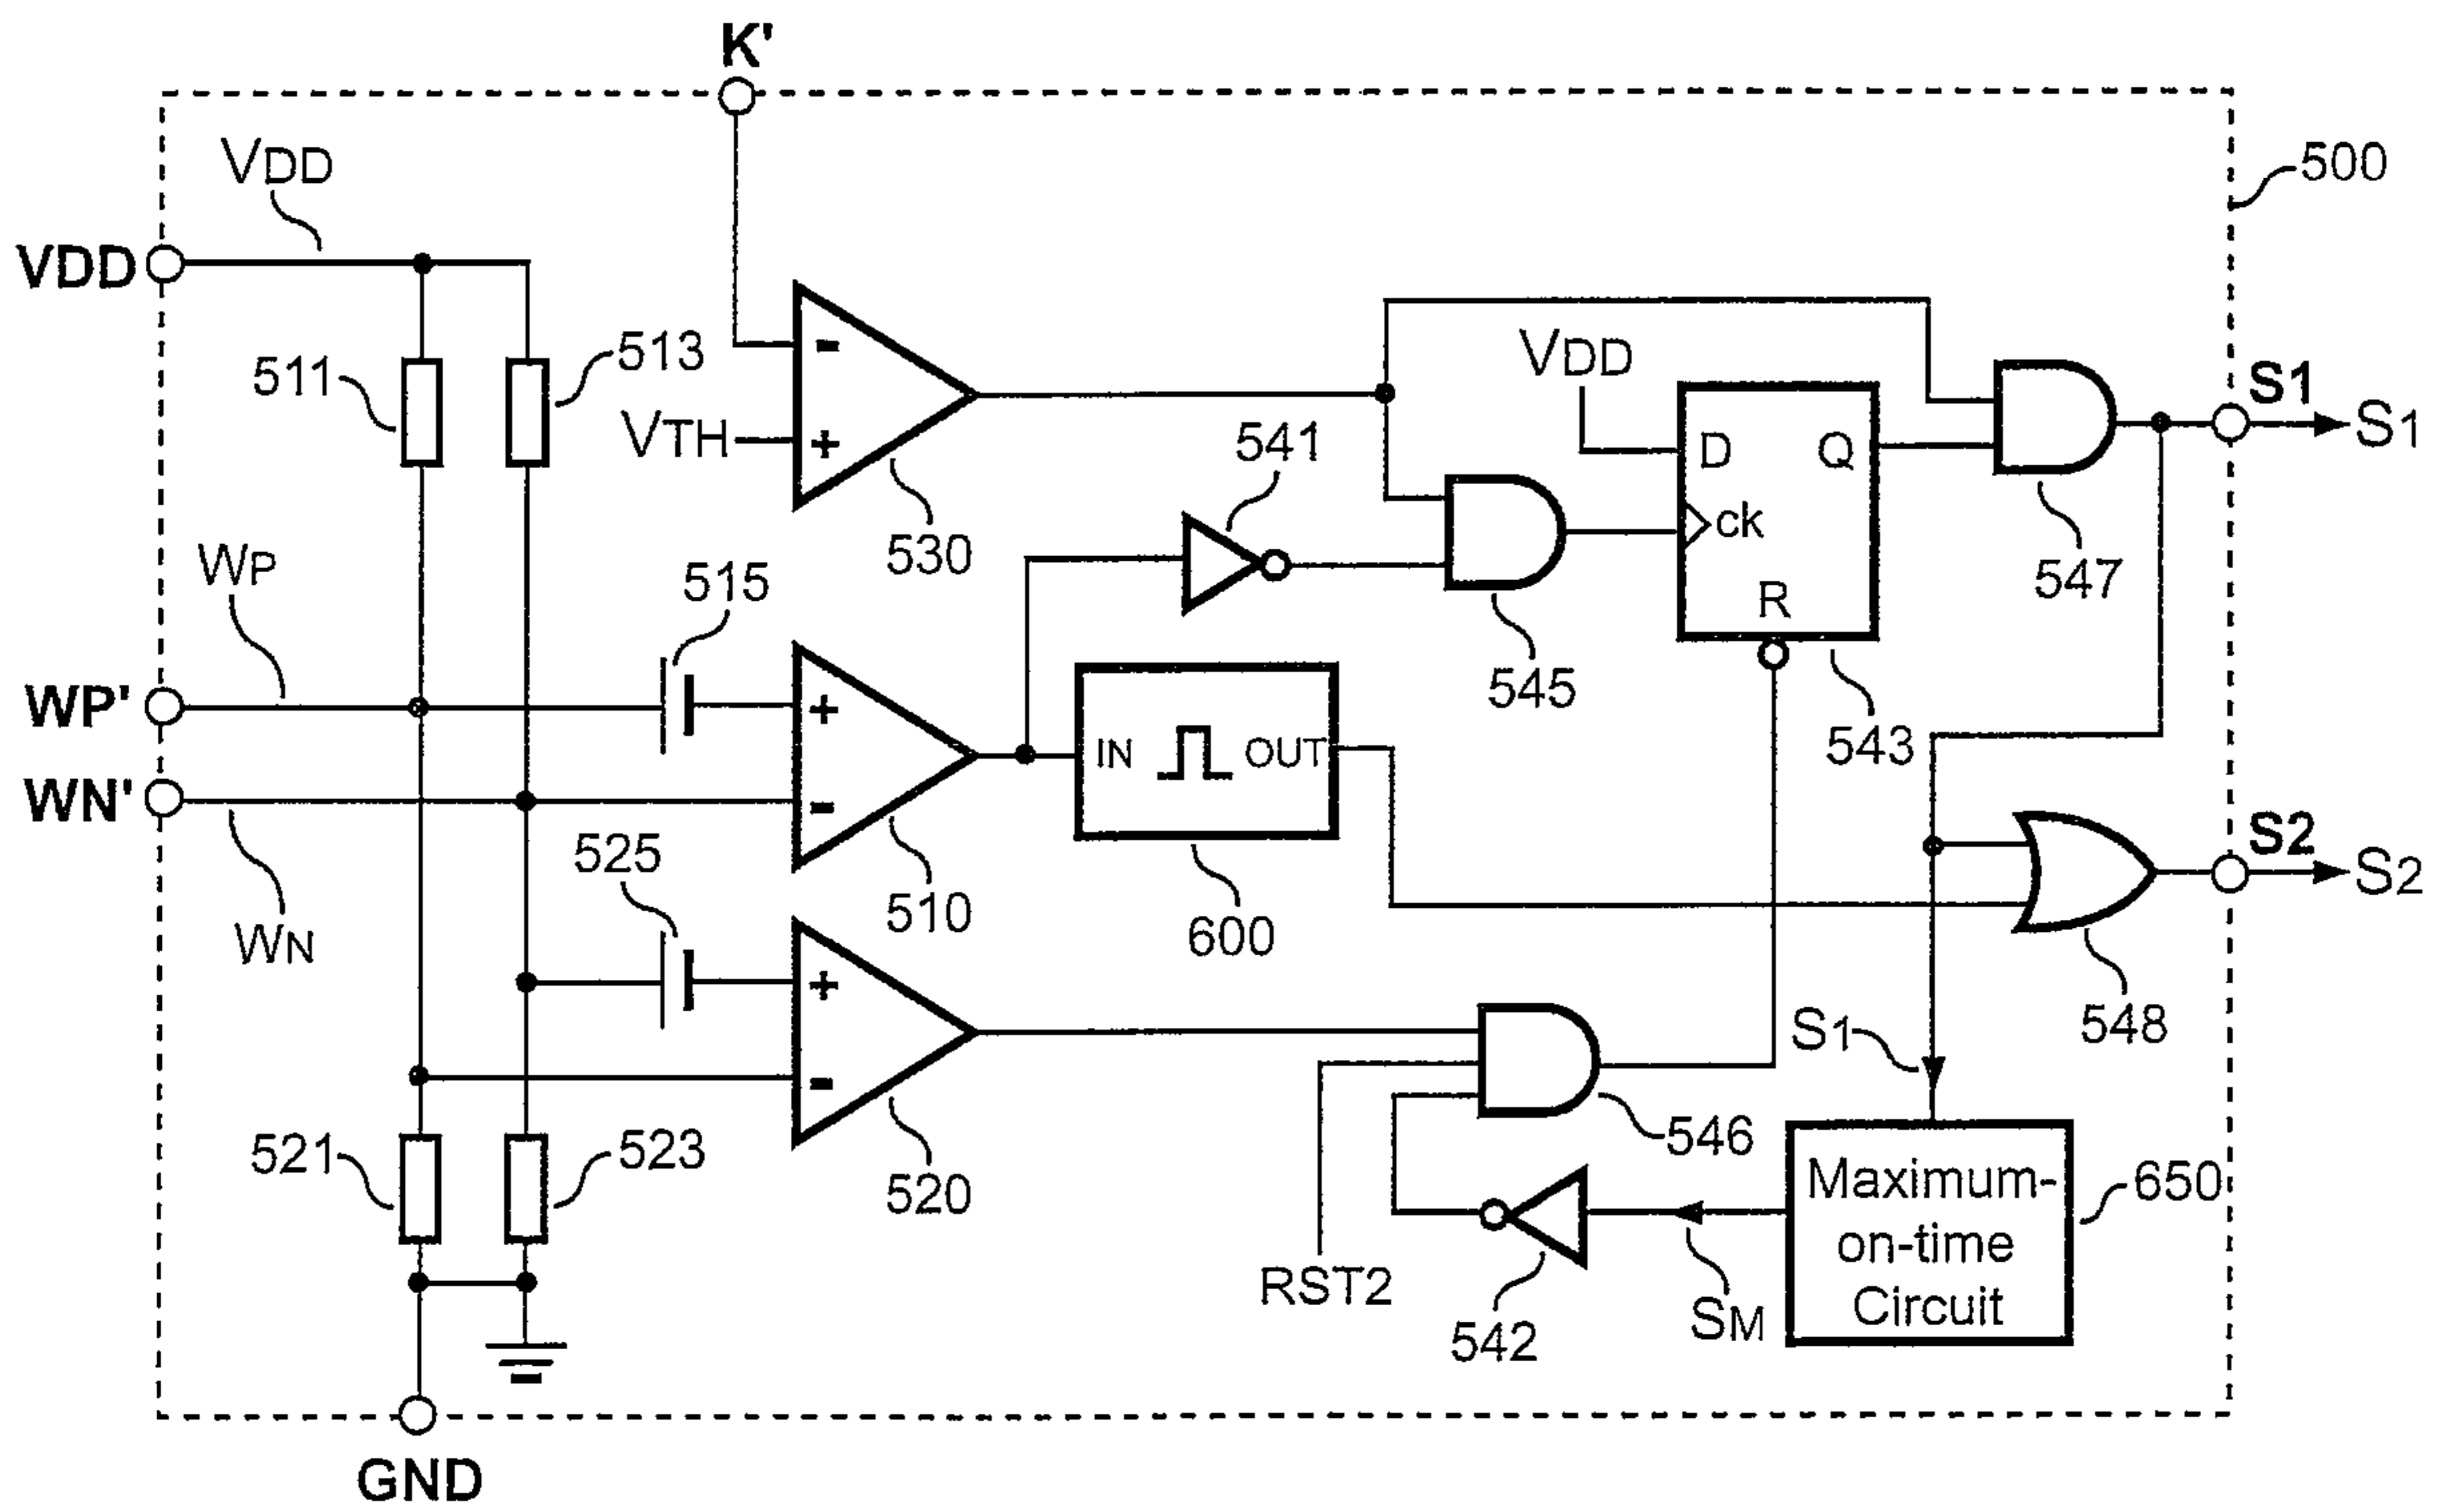 K'
VDD
500
VDD
511
513
VTH
-
+
530
541
VDD
D
Q
ck
R
S1
S1
547
WP
515
545
543
WP'
+
-
510
IN
OUT
600
WN'
WN
525
S2
S2
548
+
-
520
S1
546
521
523
RST2
542
SM
Maximum-
on-time
Circuit
650
GND